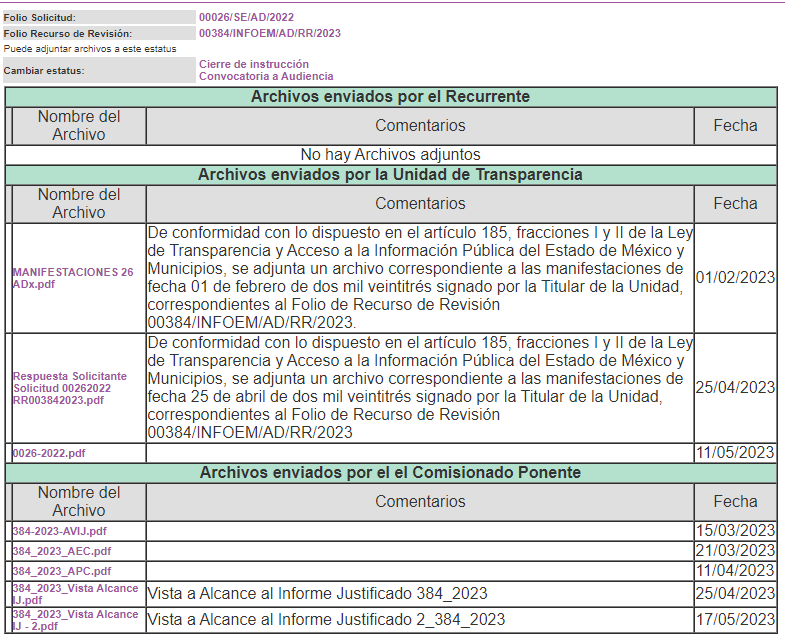 Folio Solicitud: 00026/SE/AD/2022
Folio Recurso de Revisión: 00384/INFOEM/AD/RR/2023
Puede adjuntar archivos a este estatus
Cambiar estatus: Cierre de instrucción
Convocatoria a Audiencia
Archivos enviados por el Recurrente
Nombre del
Archivo
Comentarios
Fecha
No hay Archivos adjuntos
Archivos enviados por la Unidad de Transparencia
Nombre del
Archivo
Comentarios
Fecha
MANIFESTACIONES 26
ADx.pdf
De conformidad con lo dispuesto en el artículo 185, fracciones I y II de la Ley
de Transparencia y Acceso a la Información Pública del Estado de México y
Municipios, se adjunta un archivo correspondiente a las manifestaciones de
fecha 01 de febrero de dos mil veintitrés signado por la Titular de la Unidad,
correspondientes al Folio de Recurso de Revisión
00384/INFOEM/AD/RR/2023.
01/02/2023
Respuesta Solicitante
Solicitud 00262022
RR003842023.pdf
De conformidad con lo dispuesto en el artículo 185, fracciones I y II de la Ley
de Transparencia y Acceso a la Información Pública del Estado de México y
Municipios, se adjunta un archivo correspondiente a las manifestaciones de
fecha 25 de abril de dos mil veintitrés signado por la Titular de la Unidad,
correspondientes al Folio de Recurso de Revisión
00384/INFOEM/AD/RR/2023
25/04/2023
0026-2022.pdf
11/05/2023
Archivos enviados por el el Comisionado Ponente
Nombre del
Archivo
Comentarios
Fecha
384-2023-AVIJ.pdf
15/03/2023
384_2023_AEC.pdf
21/03/2023
384_2023_APC.pdf
11/04/2023
384_2023_Vista Alcance
IJ.pdf
Vista a Alcance al Informe Justificado 384_2023
25/04/2023
384_2023_Vista Alcance
IJ - 2.pdf
Vista a Alcance al Informe Justificado 2_384_2023
17/05/2023